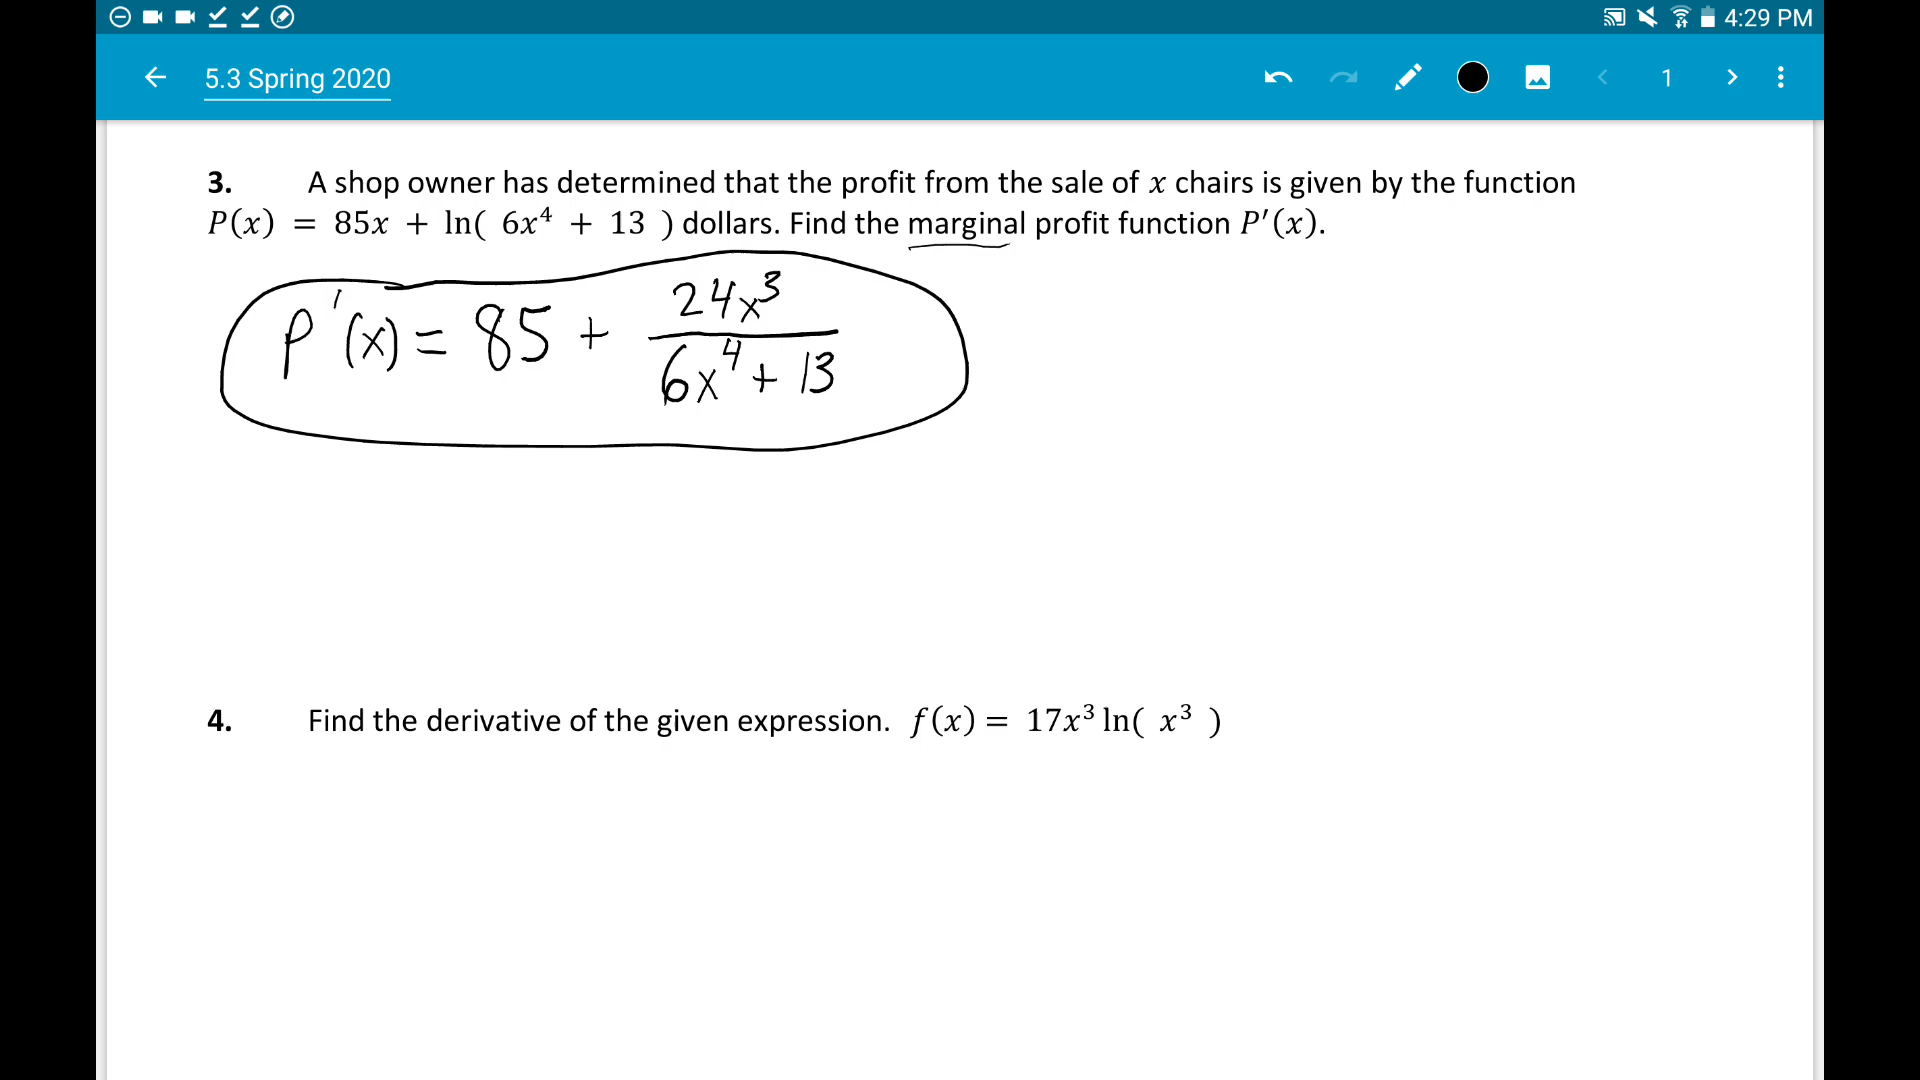 4:29 PM
5.3 Spring 2020
1
3. A shop owner has determined that the profit from the sale of x chairs is given by the function
P(x) = 85x + ln( 6x⁴ + 13 ) dollars. Find the marginal profit function P′(x).
P'(x) = 85 + 24x³
6x⁴ + 13
4. Find the derivative of the given expression. f(x) = 17x³ ln( x³ )